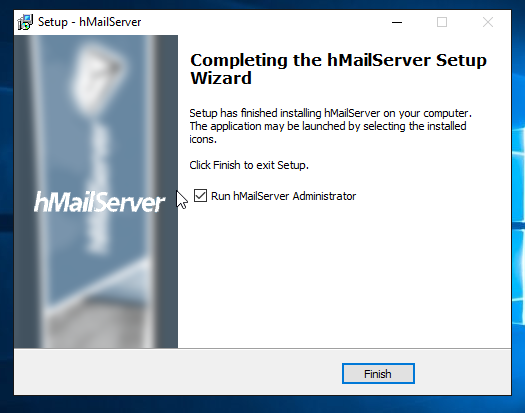 Setup - hMailServer
Completing the hMailServer Setup
Wizard
Setup has finished installing hMailServer on your computer.
The application may be launched by selecting the installed
icons.
Click Finish to exit Setup.
hMailServer
Run hMailServer Administrator
Finish